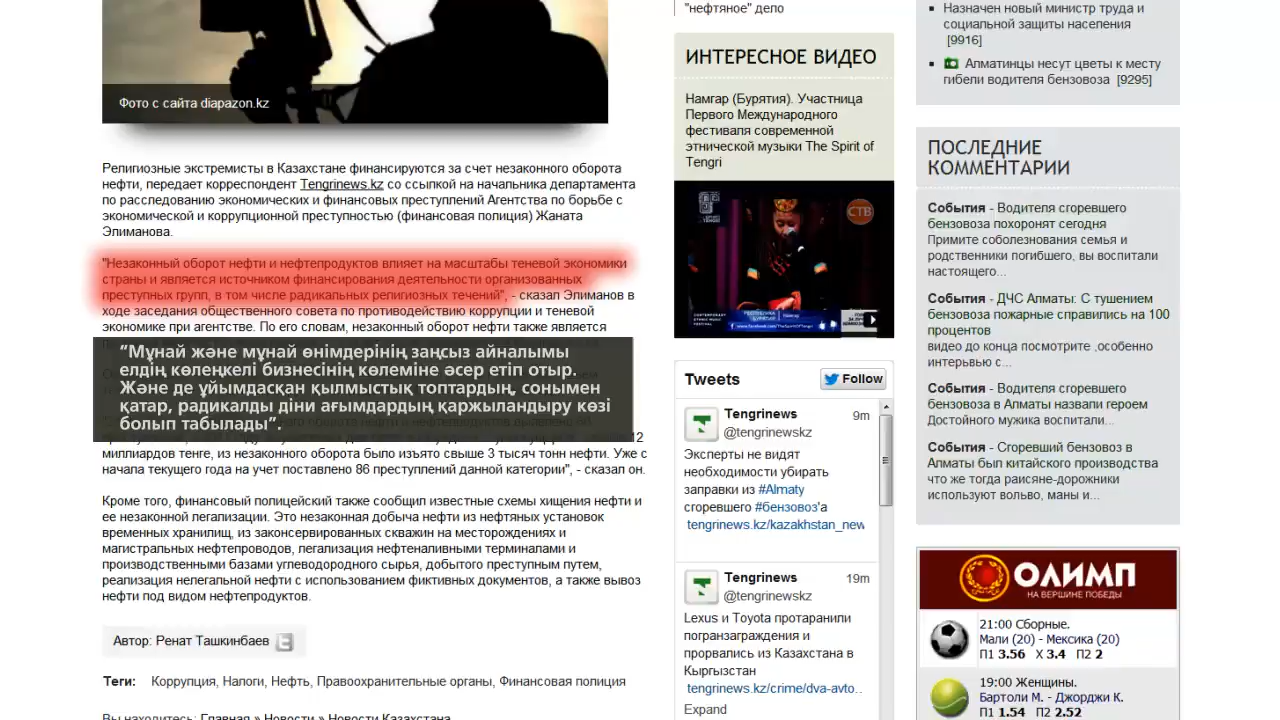 Фото с сайта diapazon.kz
Религиозные экстремисты в Казахстане финансируются за счет незаконного оборота
нефти, передает корреспондент Tengrinews.kz со ссылкой на начальника департамента
по расследованию экономических и финансовых преступлений Агентства по борьбе с
экономической и коррупционной преступностью (финансовая полиция) Жаната
Элиманова.
"Незаконный оборот нефти и нефтепродуктов влияет на масштабы теневой экономики
страны и является источником финансирования деятельности организованных
преступных групп, в том числе радикальных религиозных течений", - сказал Элиманов в
ходе заседания общественного совета по противодействию коррупции и теневой
экономике при агентстве. По его словам, незаконный оборот нефти также является
"Мұнай және мұнай өнімдерінің заңсыз айналымы
елдің көлеңкелі бизнесінің көлеміне әсер етіп отыр.
Және де ұйымдасқан қылмыстық топтардың, сонымен
қатар, радикалды діни ағымдардың қаржыландыру көзі
болып табылады".
12
миллиардов тенге, из незаконного оборота было изъято свыше 3 тысяч тонн нефти. Уже с
начала текущего года на учет поставлено 86 преступлений данной категории", - сказал он.
Кроме того, финансовый полицейский также сообщил известные схемы хищения нефти и
ее незаконной легализации. Это незаконная добыча нефти из нефтяных установок
временных хранилищ, из законсервированных скважин на месторождениях и
магистральных нефтепроводов, легализация нефтеналивными терминалами и
производственными базами углеводородного сырья, добытого преступным путем,
реализация нелегальной нефти с использованием фиктивных документов, а также вывоз
нефти под видом нефтепродуктов.
Автор: Ренат Ташкинбаев
Теги: Коррупция, Налоги, Нефть, Правоохранительные органы, Финансовая полиция
Вы находитесь: Главная » Новости » Новости Казахстана
"нефтяное" дело
ИНТЕРЕСНОЕ ВИДЕО
Намгар (Бурятия). Участница
Первого Международного
фестиваля современной
этнической музыки The Spirit of
Tengri
СТВ
Tweets
Follow
Tengrinews 9m
@tengrinewskz
Эксперты не видят
необходимости убирать
заправки из #Almaty
сгоревшего #бензовоз'а
tengrinews.kz/kazakhstan_new
Tengrinews 19m
@tengrinewskz
Lexus и Toyota протаранили
погранзаграждения и
прорвались из Казахстана в
Кыргызстан
tengrinews.kz/crime/dva-avto…
Expand
Назначен новый министр труда и
социальной защиты населения
[9916]
Алматинцы несут цветы к месту
гибели водителя бензовоза [9295]
ПОСЛЕДНИЕ
КОММЕНТАРИИ
События - Водителя сгоревшего
бензовоза похоронят сегодня
Примите соболезнования семья и
родственники погибшего, вы воспитали
настоящего...
События - ДЧС Алматы: С тушением
бензовоза пожарные справились на 100
процентов
видео до конца посмотрите ,особенно
интервью с...
События - Водителя сгоревшего
бензовоза в Алматы назвали героем
Достойного мужика воспитали...
События - Сгоревший бензовоз в
Алматы был китайского производства
что же тогда раисяне-дорожники
используют вольво, маны и...
ОЛИМП
НА ВЕРШИНЕ ПОБЕДЫ
21:00 Сборные.
Мали (20) - Мексика (20)
П1 3.56 X 3.4 П2 2
19:00 Женщины.
Бартоли М. - Джорджи К.
П1 1.54 П2 2.52